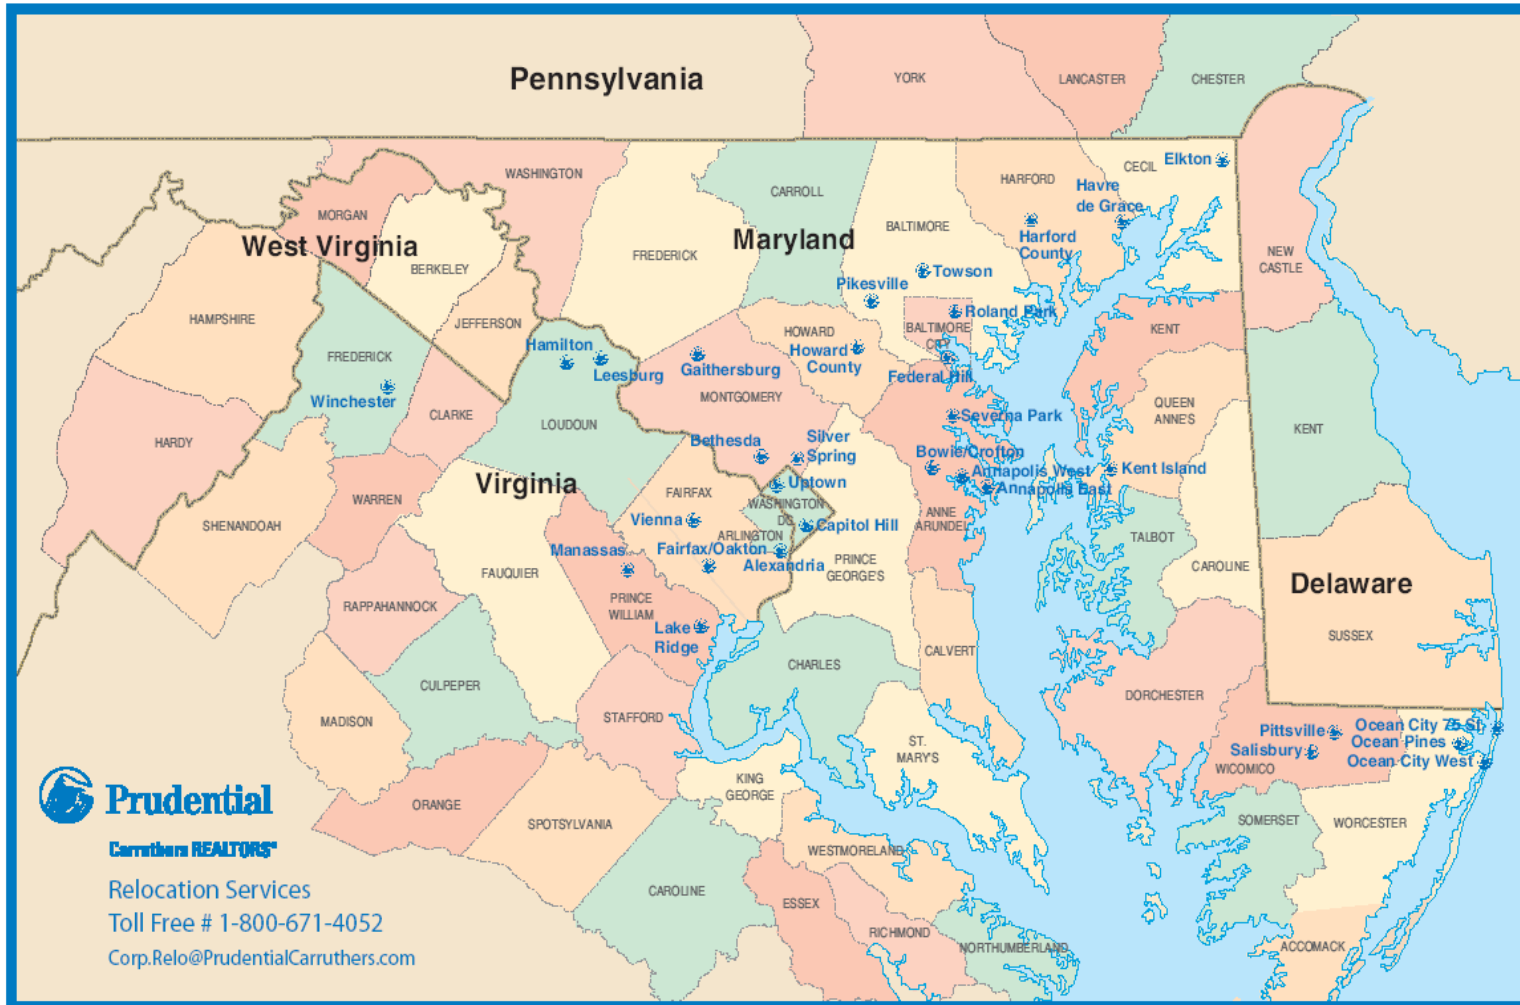 Pennsylvania
YORK
LANCASTER
CHESTER
WASHINGTON
CARROLL
HARFORD
CECIL
Elkton
Havre
de Grace
MORGAN
West Virginia
BERKELEY
FREDERICK
Maryland
BALTIMORE
Harford
County
NEW
CASTLE
Towson
Pikesville
HAMPSHIRE
JEFFERSON
HOWARD
Roland Park
BALTIMORE
CITY
KENT
FREDERICK
Hamilton
Leesburg
Gaithersburg
Howard
County
Federal Hill
Winchester
CLARKE
LOUDOUN
MONTGOMERY
Severna Park
QUEEN
ANNE'S
KENT
HARDY
Bethesda
Silver
Spring
Bowie/Crofton
Annapolis West
Annapolis East
Kent Island
Virginia
WARREN
FAIRFAX
Uptown
WASHINGTON
DC
Capitol Hill
SHENANDOAH
Vienna
ARLINGTON
ANNE
ARUNDEL
TALBOT
Manassas
Fairfax/Oakton
Alexandria
PRINCE
GEORGE'S
CAROLINE
Delaware
FAUQUIER
RAPPAHANNOCK
PRINCE
WILLIAM
Lake
Ridge
SUSSEX
CHARLES
CALVERT
CULPEPER
DORCHESTER
MADISON
STAFFORD
Pittsville
Ocean City 75 St.
Salisbury
Ocean Pines
WICOMICO
Ocean City West
ST.
MARY'S
KING
GEORGE
Prudential
Carruthers REALTORS®
ORANGE
SPOTSYLVANIA
SOMERSET
WORCESTER
WESTMORELAND
Relocation Services
Toll Free # 1-800-671-4052
Corp.Relo@PrudentialCarruthers.com
CAROLINE
ESSEX
RICHMOND
NORTHUMBERLAND
ACCOMACK